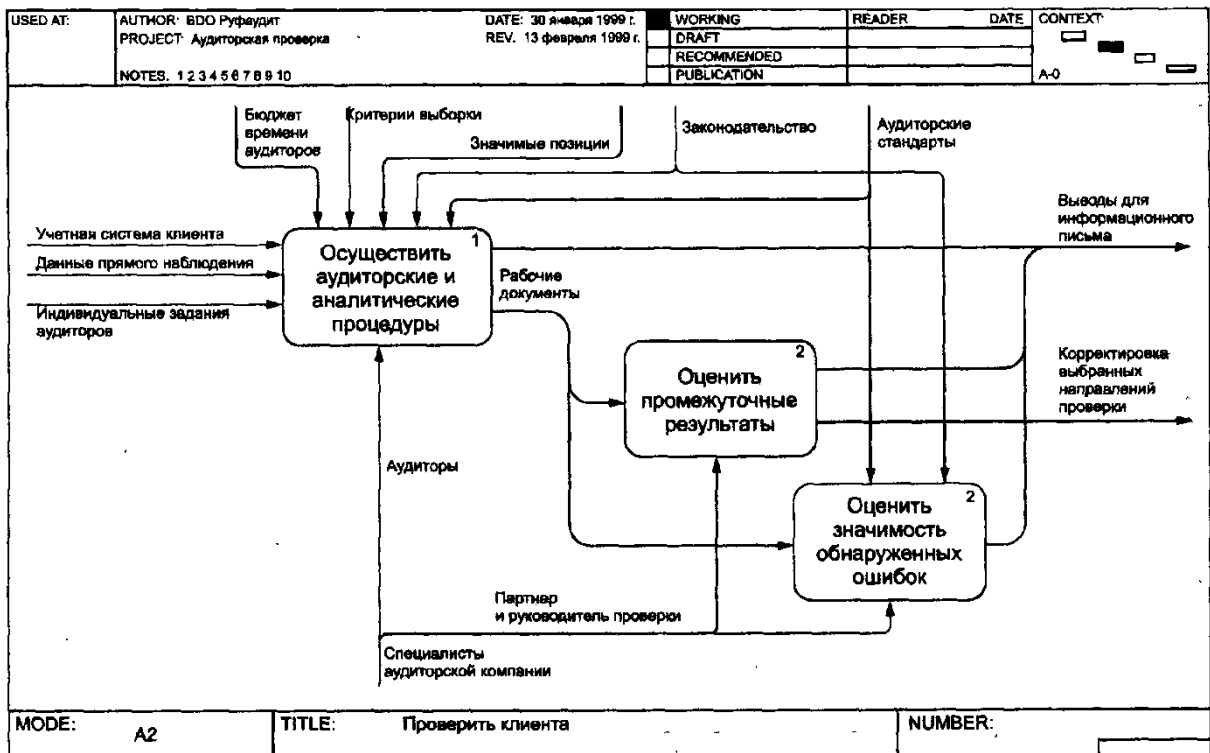 USED AT:
AUTHOR: BDO Руфаудит
DATE: 30 января 1999 г.
WORKING
READER
DATE
CONTEXT:
PROJECT: Аудиторская проверка
REV. 13 февраля 1999 г.
DRAFT
RECOMMENDED
NOTES. 1 2 3 4 5 6 7 8 9 10
PUBLICATION
A-0
Бюджет
времени
аудиторов
Критерии выборки
Значимые позиции
Законодательство
Аудиторские
стандарты
Учетная система клиента
Данные прямого наблюдения
Индивидуальные задания
аудиторов
1
Осуществить
аудиторские и
аналитические
процедуры
Рабочие
документы
Выводы для
информационного
письма
2
Оценить
промежуточные
результаты
Корректировка
выбранных
направлений
проверки
Аудиторы
2
Оценить
значимость
обнаруженных
ошибок
Партнер
и руководитель проверки
Специалисты
аудиторской компании
MODE:
A2
TITLE:
Проверить клиента
NUMBER: